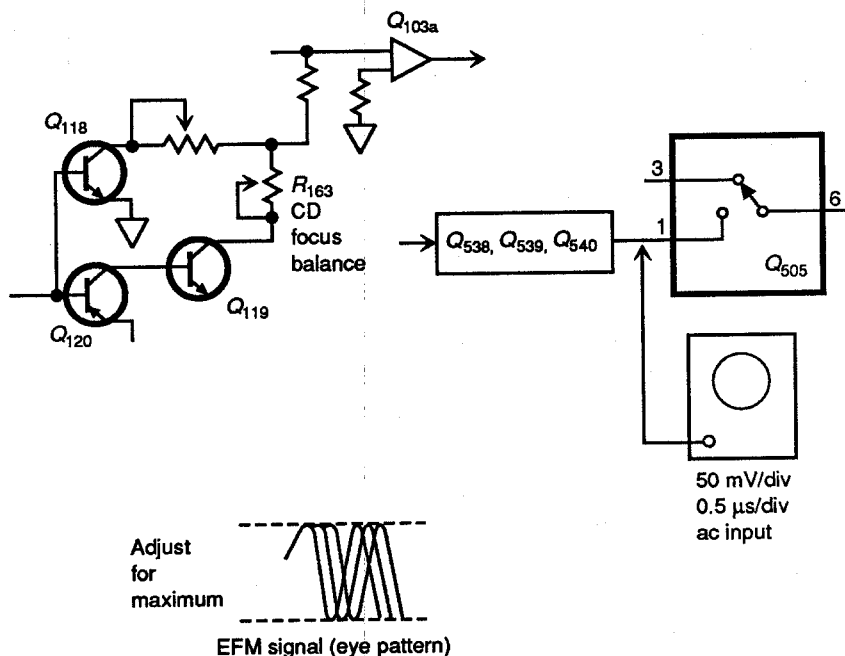 Q103a
Q118
R163
CD
focus
balance
Q119
Q120
3
6
1
Q538, Q539, Q540
Q505
50 mV/div
0.5 μs/div
ac input
Adjust
for
maximum
EFM signal (eye pattern)